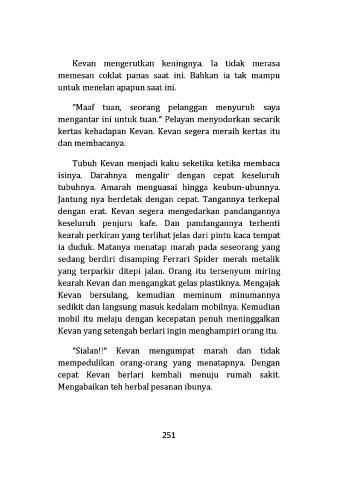 Kevan mengerutkan keningnya. Ia tidak merasa
memesan coklat panas saat ini. Bahkan ia tak mampu
untuk menelan apapun saat ini.
"Maaf tuan, seorang pelanggan menyuruh saya
mengantar ini untuk tuan." Pelayan menyodorkan secarik
kertas kehadapan Kevan. Kevan segera meraih kertas itu
dan membacanya.
Tubuh Kevan menjadi kaku seketika ketika membaca
isinya. Darahnya mengalir dengan cepat keseluruh
tubuhnya. Amarah menguasai hingga keubun-ubunnya.
Jantung nya berdetak dengan cepat. Tangannya terkepal
dengan erat. Kevan segera mengedarkan pandangannya
keseluruh penjuru kafe. Dan pandangannya terhenti
kearah perkiran yang terlihat jelas dari pintu kaca tempat
ia duduk. Matanya menatap marah pada seseorang yang
sedang berdiri disamping Ferrari Spider merah metalik
yang terparkir ditepi jalan. Orang itu tersenyum miring
kearah Kevan dan mengangkat gelas plastiknya. Mengajak
Kevan bersulang, kemudian meminum minumannya
sedikit dan langsung masuk kedalam mobilnya. Kemudian
mobil itu melaju dengan kecepatan penuh meninggalkan
Kevan yang setengah berlari ingin menghampiri orang itu.
"Sialan!!" Kevan mengumpat marah dan tidak
mempedulikan orang-orang yang menatapnya. Dengan
cepat Kevan berlari kembali menuju rumah sakit.
Mengabaikan teh herbal pesanan ibunya.
251